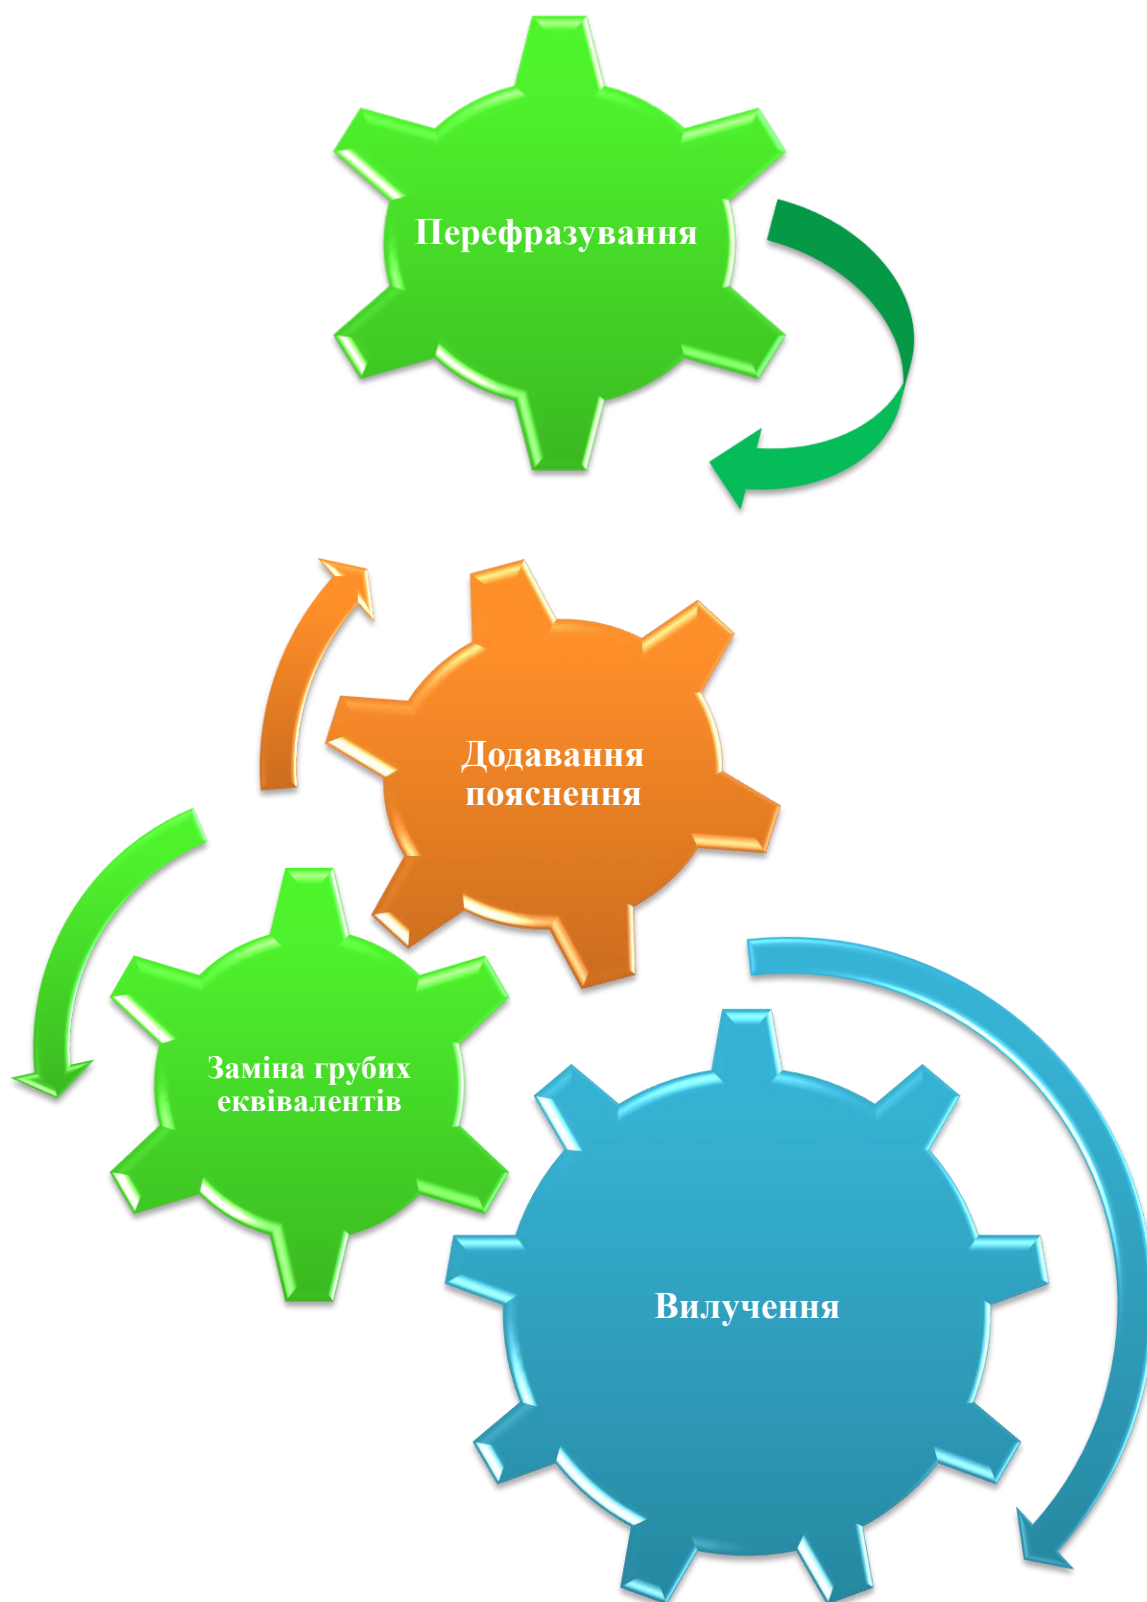 Перефразування
Додавання
пояснення
Заміна грубих
еквівалентів
Вилучення